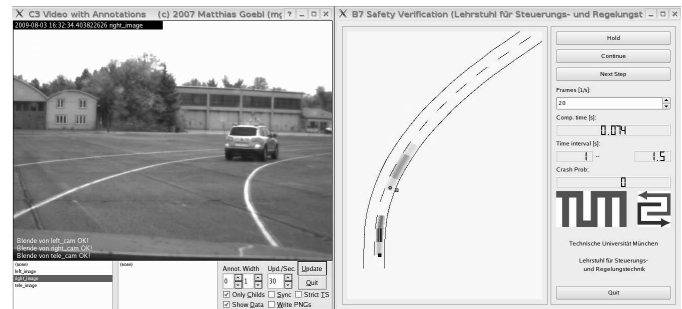 C3 Video with Annotations (c) 2007 Matthias Goebl (mg
2009-08-03 16:32:34.403822626 right_image
Blende von left_cam OK!
Blende von right_cam OK!
Blende von tele_cam OK!
(none)
left_image
right_image
tele_image
(none)
Annot. Width Upd./Sec.
0 1 30
Update
Quit
Only Childs Sync Strict TS
Show Data Write PNGs
B7 Safety Verification (Lehrstuhl für Steuerungs- und Regelungst
Hold
Continue
Next Step
Frames [1/s]:
20
Comp. time [s]:
0.074
Time interval [s]:
1 -- 1.5
Crash Prob:
0
TUM
Technische Universität München
Lehrstuhl für Steuerungs-
und Regelungstechnik
Quit